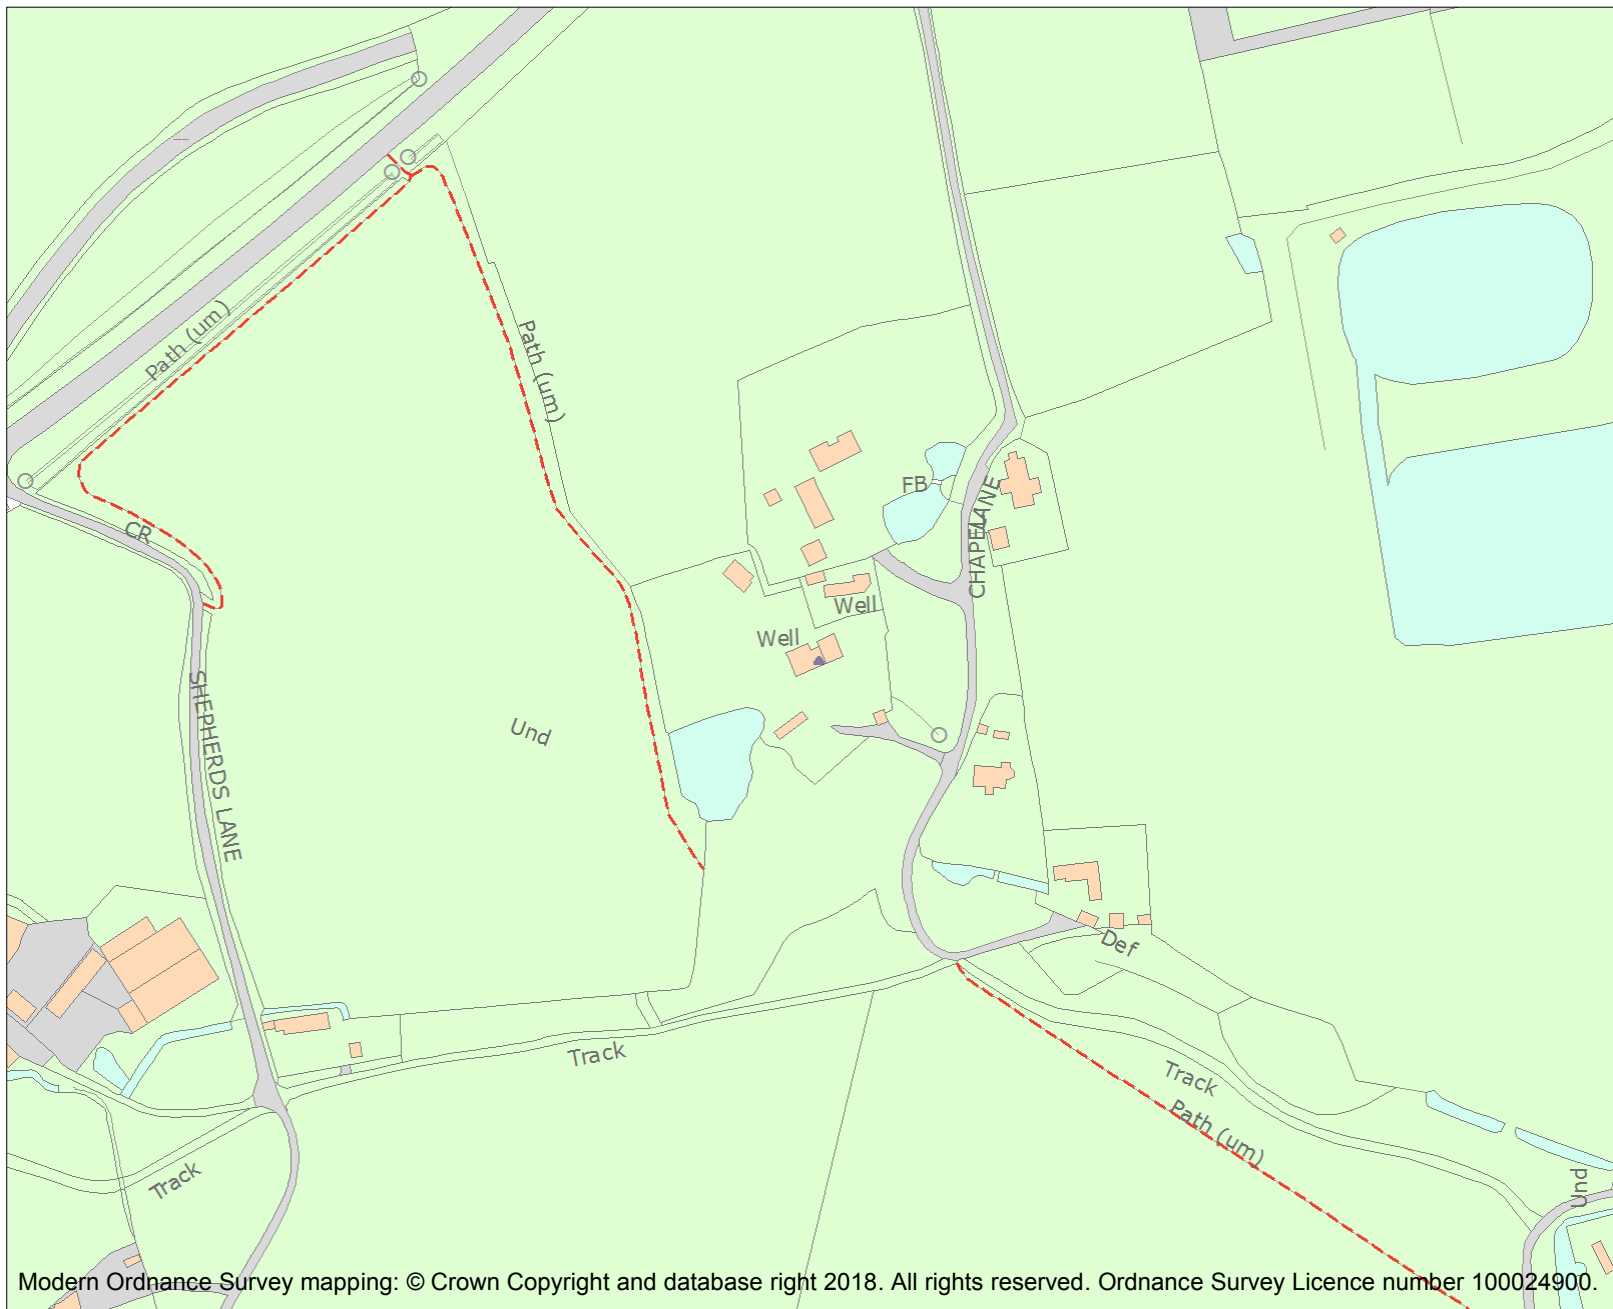 Path (um)
Path (um)
FB
CHAPEL
LANE
CR
Well
Well
SHEPHERDS LANE
Und
Def
Track
Track
Path (um)
Track
Und
Modern Ordnance Survey mapping: © Crown Copyright and database right 2018. All rights reserved. Ordnance Survey Licence number 100024900.